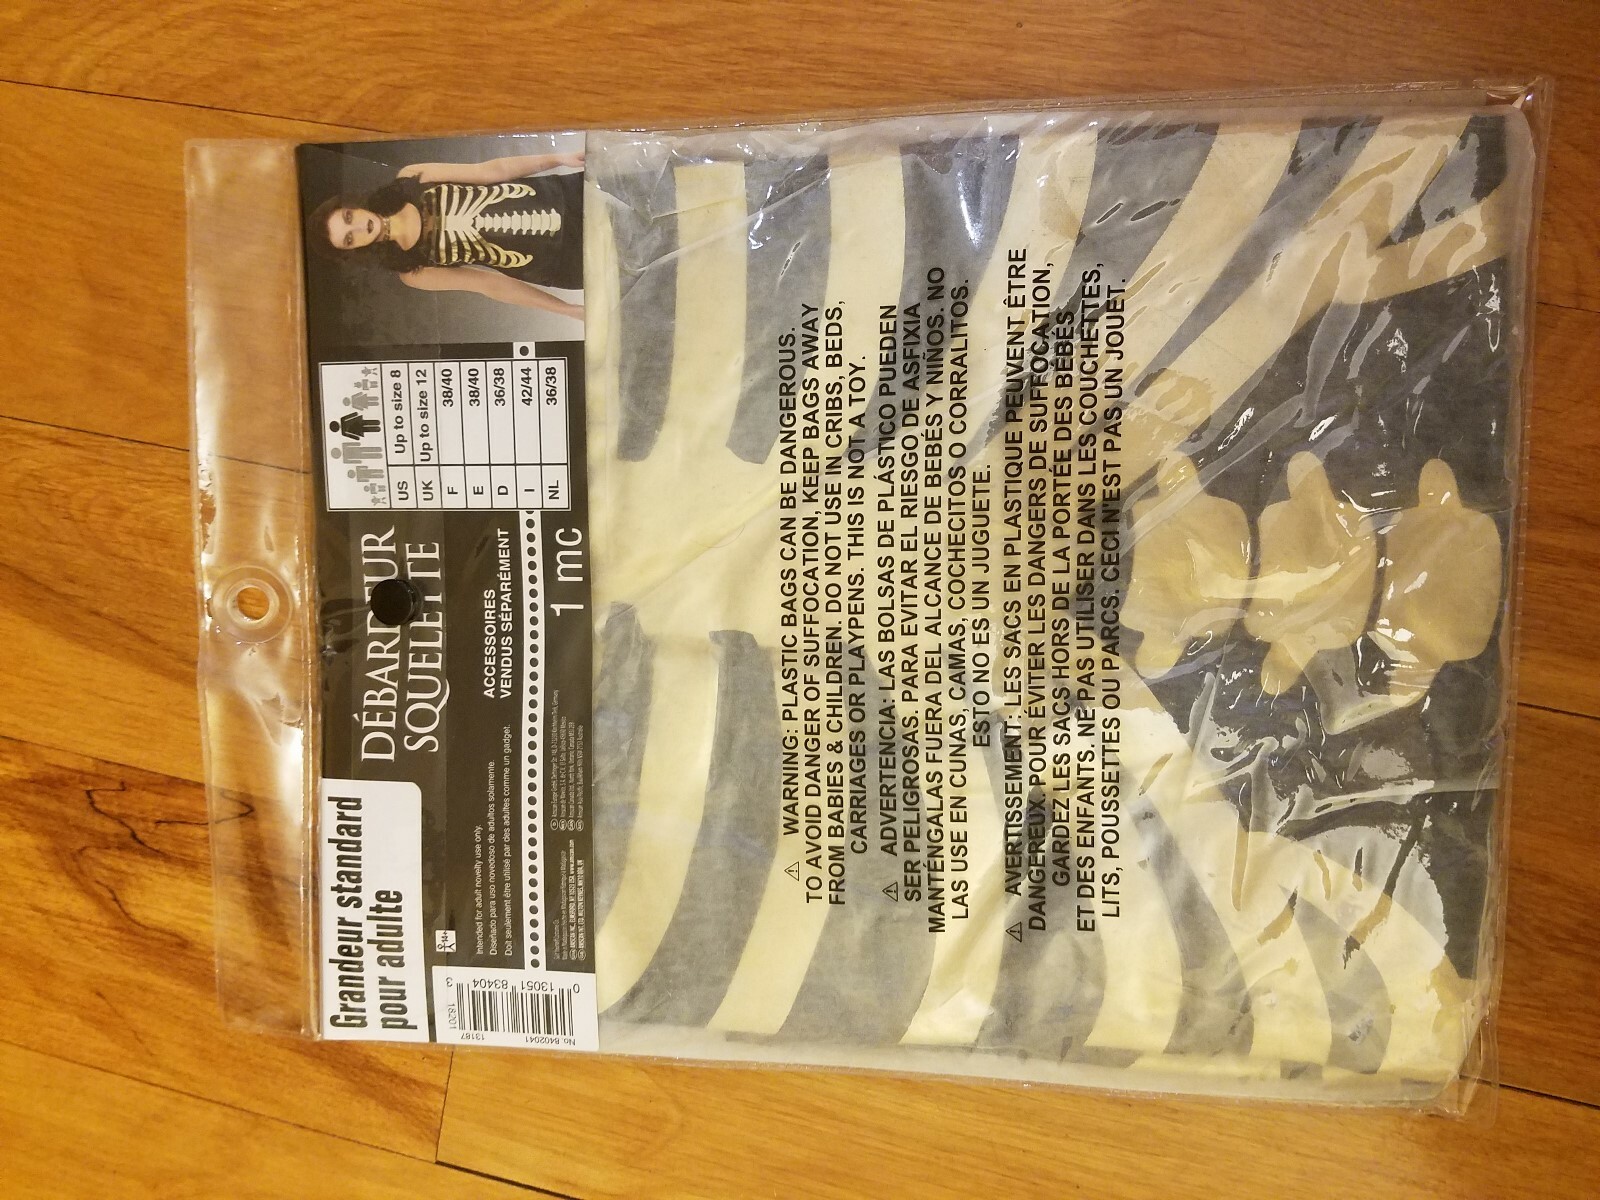 Grandeur standard
pour adulte
DÉBARDEUR
SQUELETTE
ACCESSOIRES
VENDUS SÉPARÉMENT
1 mc
US Up to size 8
UK Up to size 12
F 38/40
E 38/40
D 36/38
I 42/44
NL 36/38
Intended for adult novelty use only.
Diseñado para uso novedoso de adultos solamente.
Doit seulement être utilisé par des adultes comme un gadget.
0 13051 83404 3
18201
13187
No. 8402041
⚠ WARNING: PLASTIC BAGS CAN BE DANGEROUS.
TO AVOID DANGER OF SUFFOCATION, KEEP BAGS AWAY
FROM BABIES & CHILDREN. DO NOT USE IN CRIBS, BEDS,
CARRIAGES OR PLAYPENS. THIS IS NOT A TOY.
⚠ ADVERTENCIA: LAS BOLSAS DE PLÁSTICO PUEDEN
SER PELIGROSAS. PARA EVITAR EL RIESGO DE ASFIXIA
MANTÉNGALAS FUERA DEL ALCANCE DE BEBÉS Y NIÑOS. NO
LAS USE EN CUNAS, CAMAS, COCHECITOS O CORRALITOS.
ESTO NO ES UN JUGUETE.
⚠ AVERTISSEMENT: LES SACS EN PLASTIQUE PEUVENT ÊTRE
DANGEREUX. POUR ÉVITER LES DANGERS DE SUFFOCATION,
GARDEZ LES SACS HORS DE LA PORTÉE DES BÉBÉS
ET DES ENFANTS. NE PAS UTILISER DANS LES COUCHETTES,
LITS, POUSSETTES OU PARCS. CECI N'EST PAS UN JOUET.